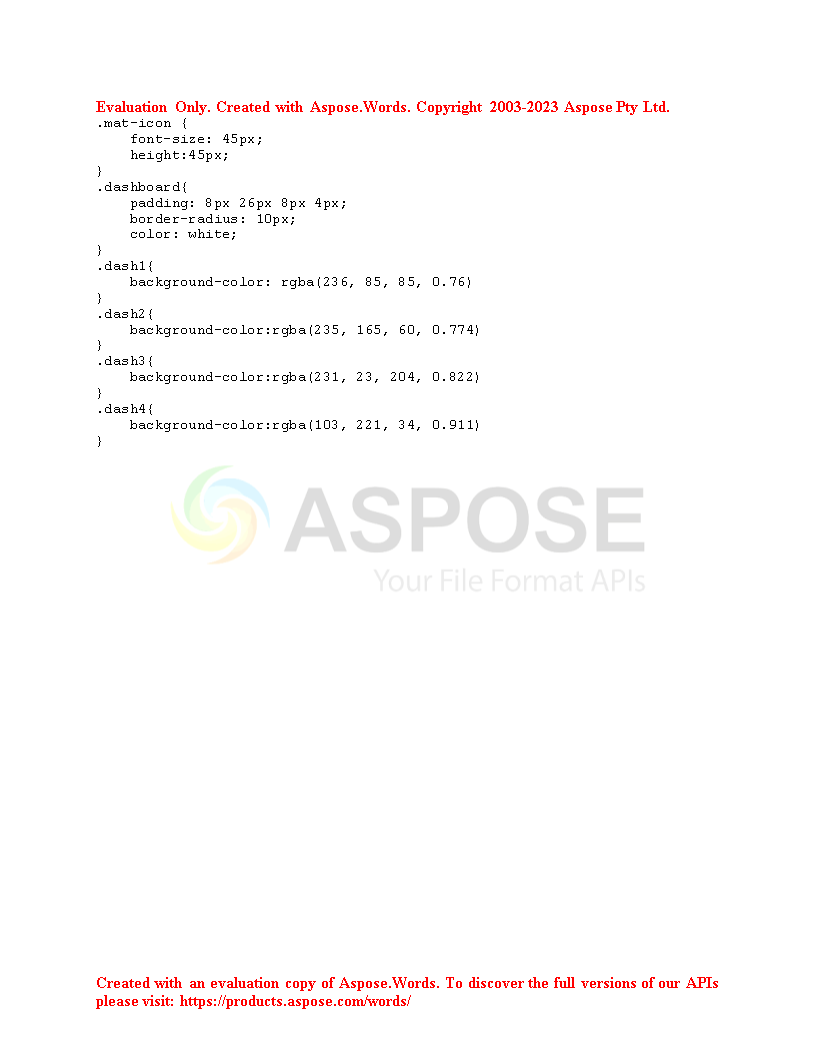 Evaluation Only. Created with Aspose.Words. Copyright 2003-2023 Aspose Pty Ltd.
.mat-icon {
    font-size: 45px;
    height:45px;
}
.dashboard{
    padding: 8px 26px 8px 4px;
    border-radius: 10px;
    color: white;
}
.dash1{
    background-color: rgba(236, 85, 85, 0.76)
}
.dash2{
    background-color:rgba(235, 165, 60, 0.774)
}
.dash3{
    background-color:rgba(231, 23, 204, 0.822)
}
.dash4{
    background-color:rgba(103, 221, 34, 0.911)
}
ASPOSE
Your File Format APIs
Created with an evaluation copy of Aspose.Words. To discover the full versions of our APIs
please visit: https://products.aspose.com/words/